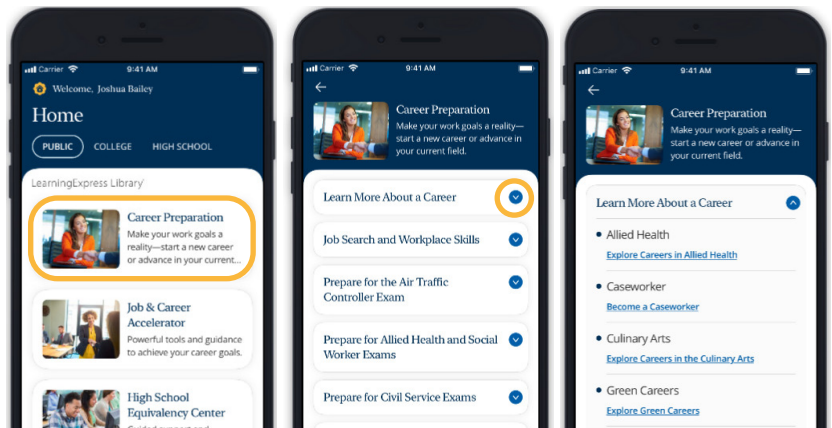 Carrier 9:41 AM
Welcome, Joshua Bailey
Home
PUBLIC COLLEGE HIGH SCHOOL
LearningExpress Library
Career Preparation
Make your work goals a
reality—start a new career
or advance in your current...
Job & Career
Accelerator
Powerful tools and guidance
to achieve your career goals.
High School
Equivalency Center
Carrier 9:41 AM
Career Preparation
Make your work goals a reality—
start a new career or advance in
your current field.
Learn More About a Career
Job Search and Workplace Skills
Prepare for the Air Traffic
Controller Exam
Prepare for Allied Health and Social
Worker Exams
Prepare for Civil Service Exams
Carrier 9:41 AM
Career Preparation
Make your work goals a reality—
start a new career or advance in
your current field.
Learn More About a Career
• Allied Health
Explore Careers in Allied Health
• Caseworker
Become a Caseworker
• Culinary Arts
Explore Careers in the Culinary Arts
• Green Careers
Explore Green Careers